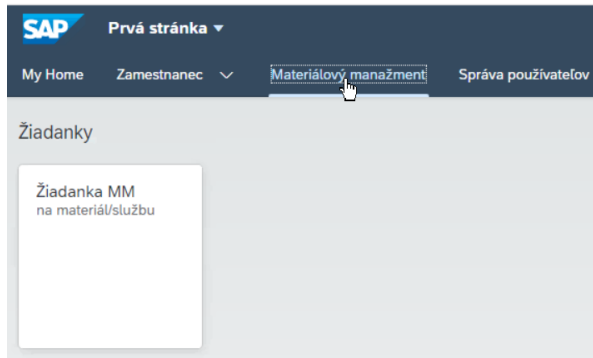 SAP Prvá stránka
My Home Zamestnanec Materiálový manažment Správa používateľov
Žiadanky
Žiadanka MM
na materiál/službu